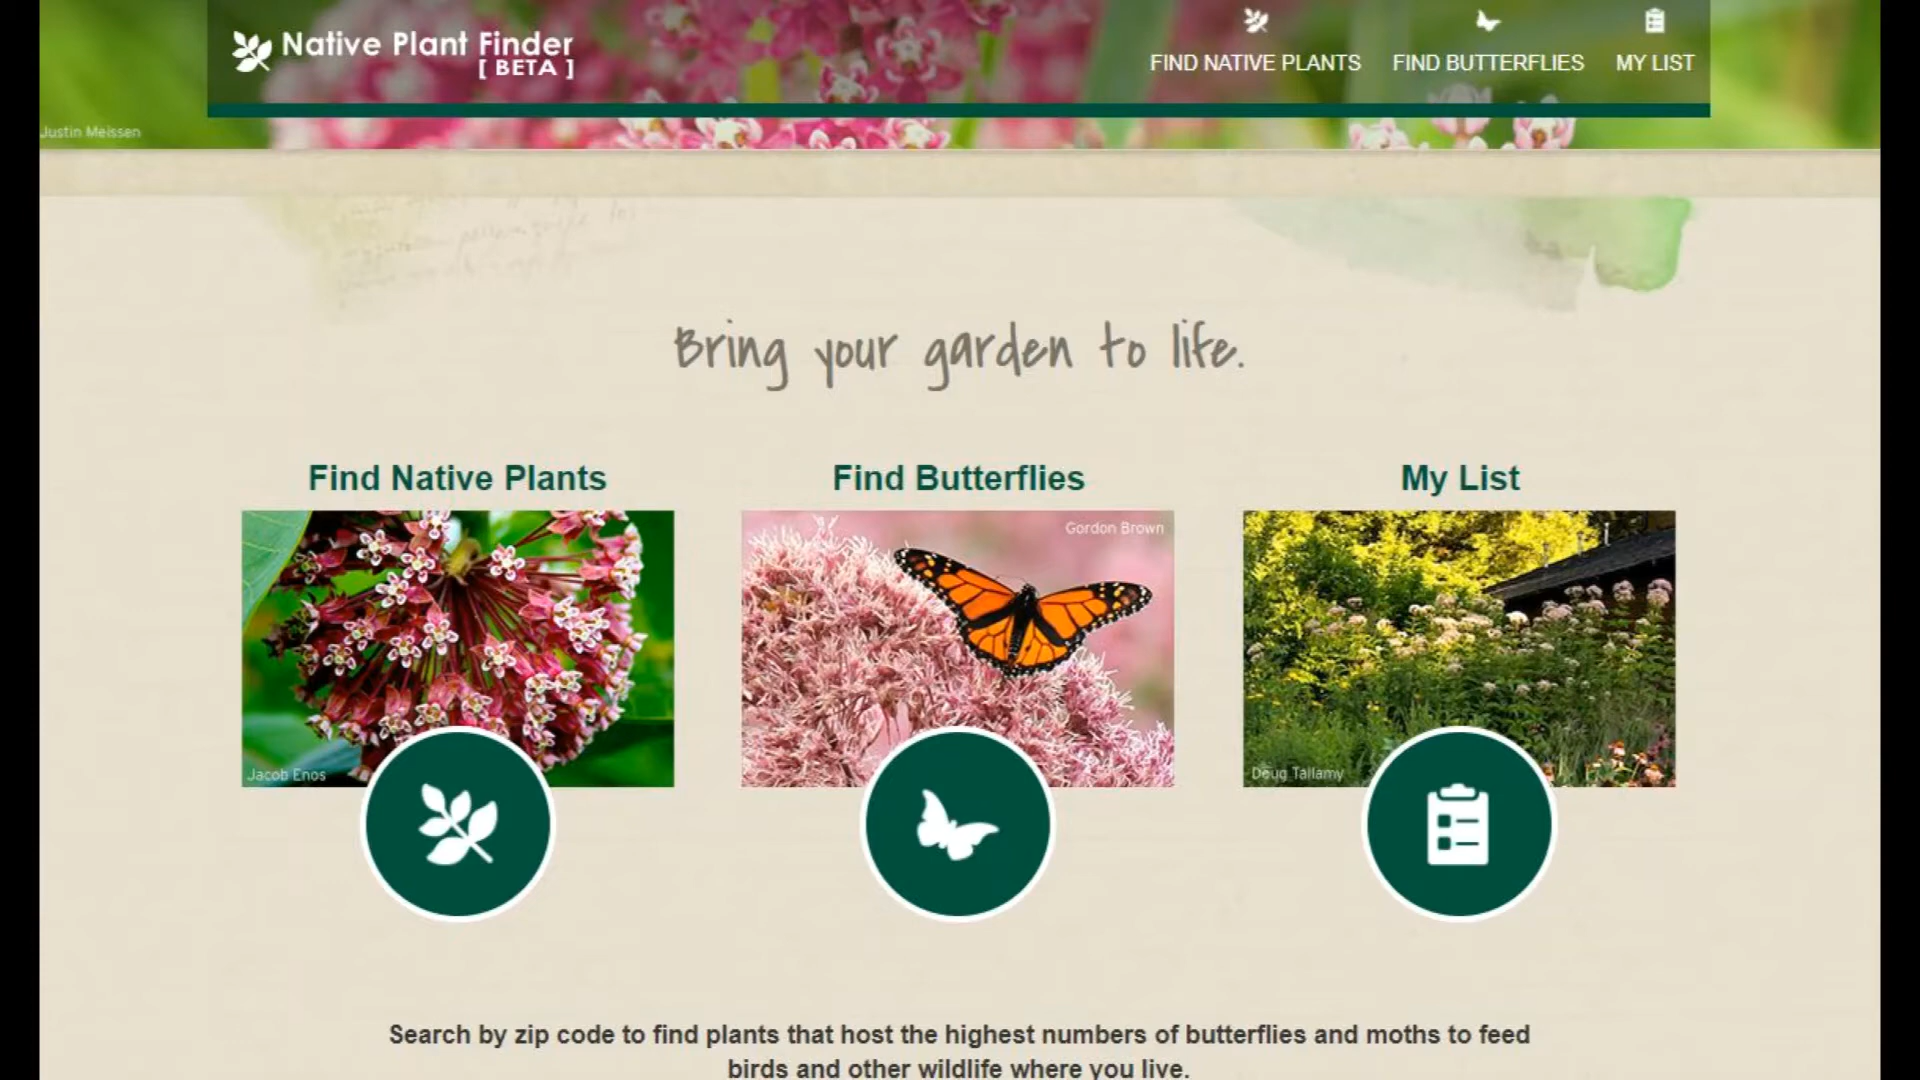 Native Plant Finder
[ BETA ]
FIND NATIVE PLANTS
FIND BUTTERFLIES
MY LIST
Justin Meissen
Bring your garden to life.
Find Native Plants
Find Butterflies
My List
Gordon Brown
Jacob Enos
Doug Tallamy
Search by zip code to find plants that host the highest numbers of butterflies and moths to feed
birds and other wildlife where you live.